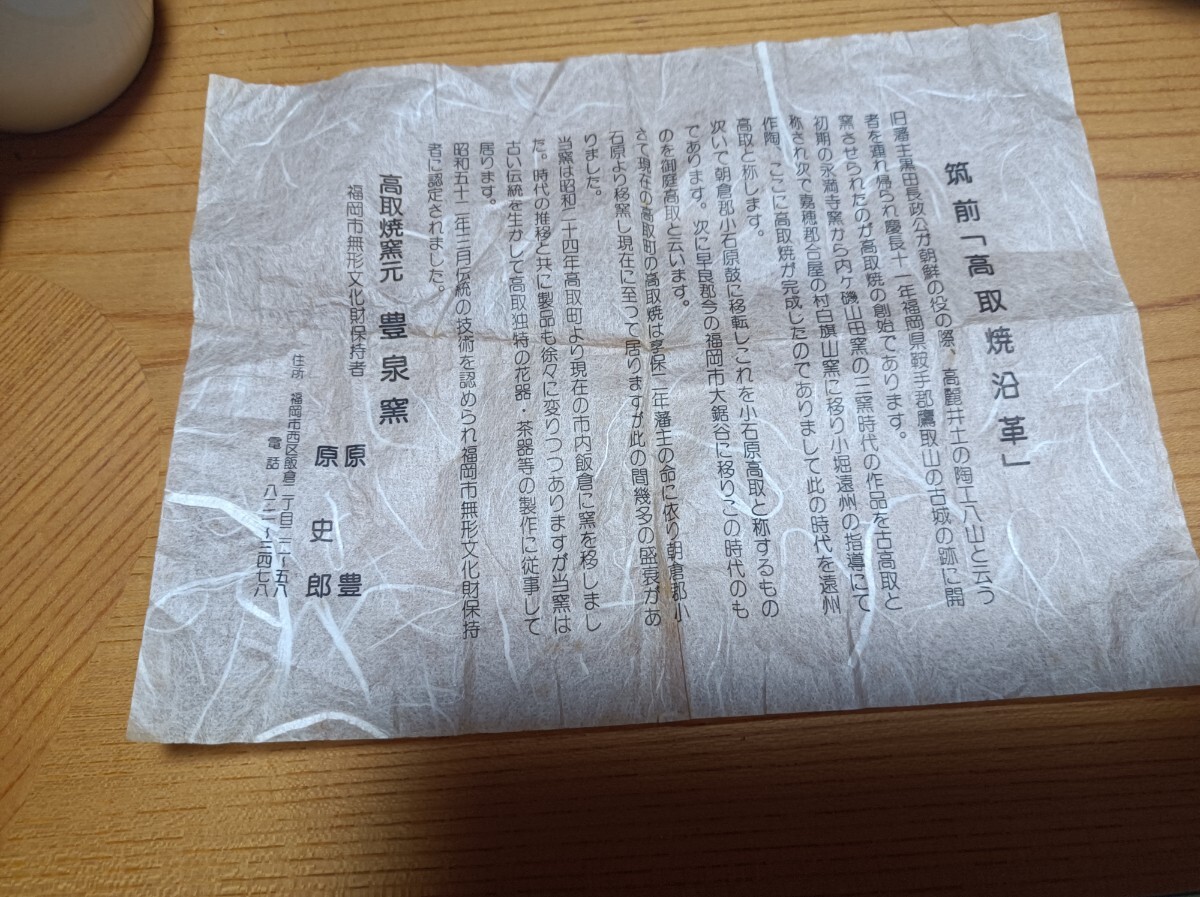 筑前「高取焼沿革」
旧藩主黒田長政公が朝鮮の役の際、高麗井土の陶工八山と云う
者を連れ帰られ慶長十一年福岡県鞍手郡鷹取山の古城の跡に開
窯させられたのが高取焼の創始であります。
初期の永満寺窯から内ヶ磯山田窯の三窯時代の作品を古高取と
称され次で嘉穂郡合屋の村白旗山窯に移り小堀遠州の指導にて
作陶、ここに高取焼が完成したのでありまして此の時代を遠州
高取と称します。
次いで朝倉郡小石原鼓に移転しこれを小石原高取と称するもの
であります。次に早良郡今の福岡市大鋸谷に移りこの時代のも
のを御庭高取と云います。
さて現在の高取町の高取焼は享保二年藩主の命に依り朝倉郡小
石原より移窯し現在に至つて居りますが此の間幾多の盛衰があ
りました。
当窯は昭和二十四年高取町より現在の市内飯倉に窯を移しまし
た。時代の推移と共に製品も徐々に変りつつありますが当窯は
古い伝統を生かして高取独特の花器・茶器等の製作に従事して
居ります。
昭和五十二年三月伝統の技術を認められ福岡市無形文化財保持
者に認定されました。
高取焼窯元 豊泉窯
福岡市無形文化財保持者
原 豊
原 史郎
住所 福岡市西区飯倉二丁目二一～五八
電話 八二一～三四七八